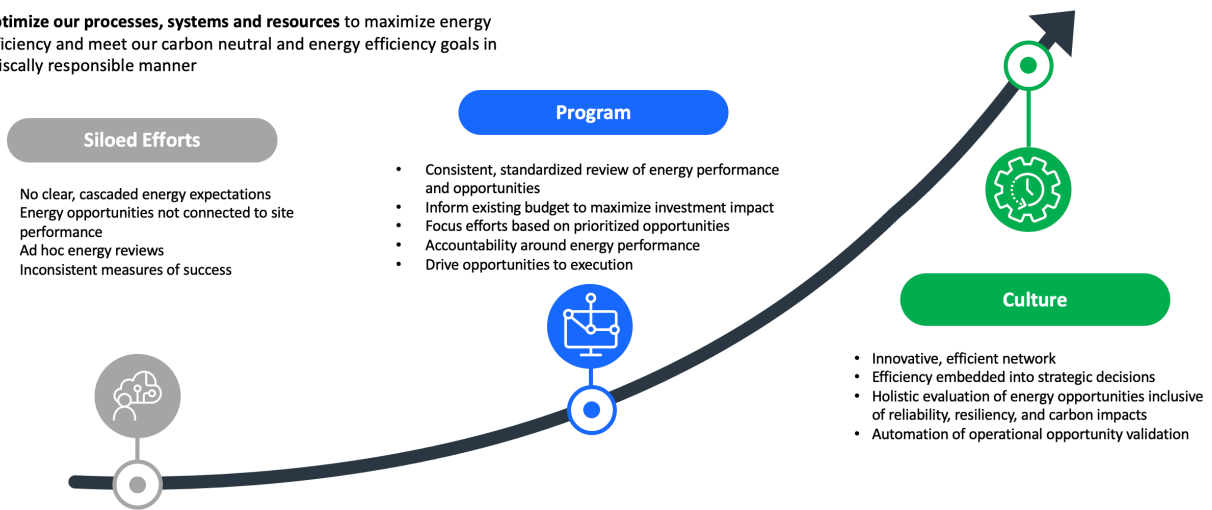 ptimize our processes, systems and resources to maximize energy
ficiency and meet our carbon neutral and energy efficiency goals in
fiscally responsible manner
Siloed Efforts
No clear, cascaded energy expectations
Energy opportunities not connected to site
performance
Ad hoc energy reviews
Inconsistent measures of success
Program
• Consistent, standardized review of energy performance
and opportunities
• Inform existing budget to maximize investment impact
• Focus efforts based on prioritized opportunities
• Accountability around energy performance
• Drive opportunities to execution
Culture
• Innovative, efficient network
• Efficiency embedded into strategic decisions
• Holistic evaluation of energy opportunities inclusive
of reliability, resiliency, and carbon impacts
• Automation of operational opportunity validation